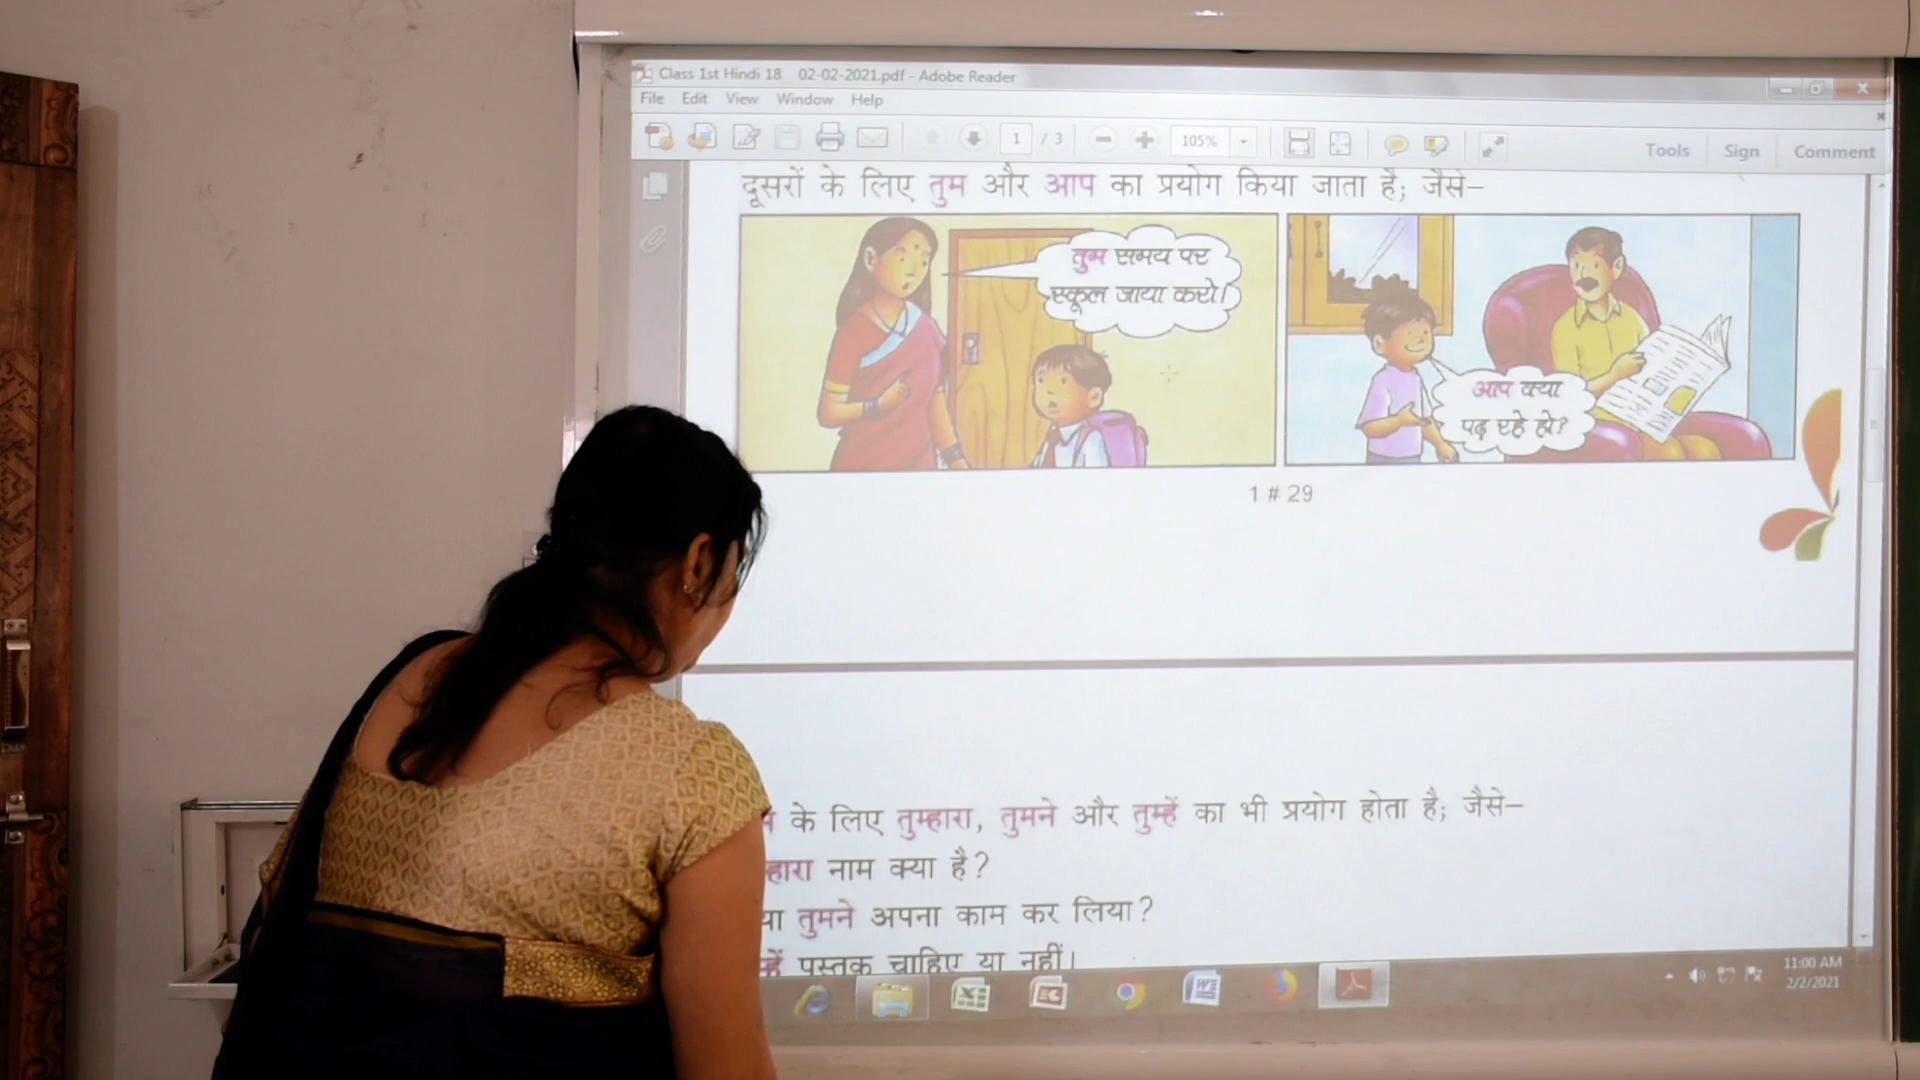 Class 1st Hindi 18 02-02-2021.pdf - Adobe Reader
File Edit View Window Help
1 / 3 105% Tools Sign Comment
दूसरों के लिए तुम और आप का प्रयोग किया जाता है; जैसे–
तुम समय पर
स्कूल जाया करो।
आप क्या
पढ़ रहे हो?
1 # 29
के लिए तुम्हारा, तुमने और तुम्हें का भी प्रयोग होता है; जैसे–
हारा नाम क्या है?
या तुमने अपना काम कर लिया?
हें पुस्तक चाहिए या नहीं।
11:00 AM
2/2/2021